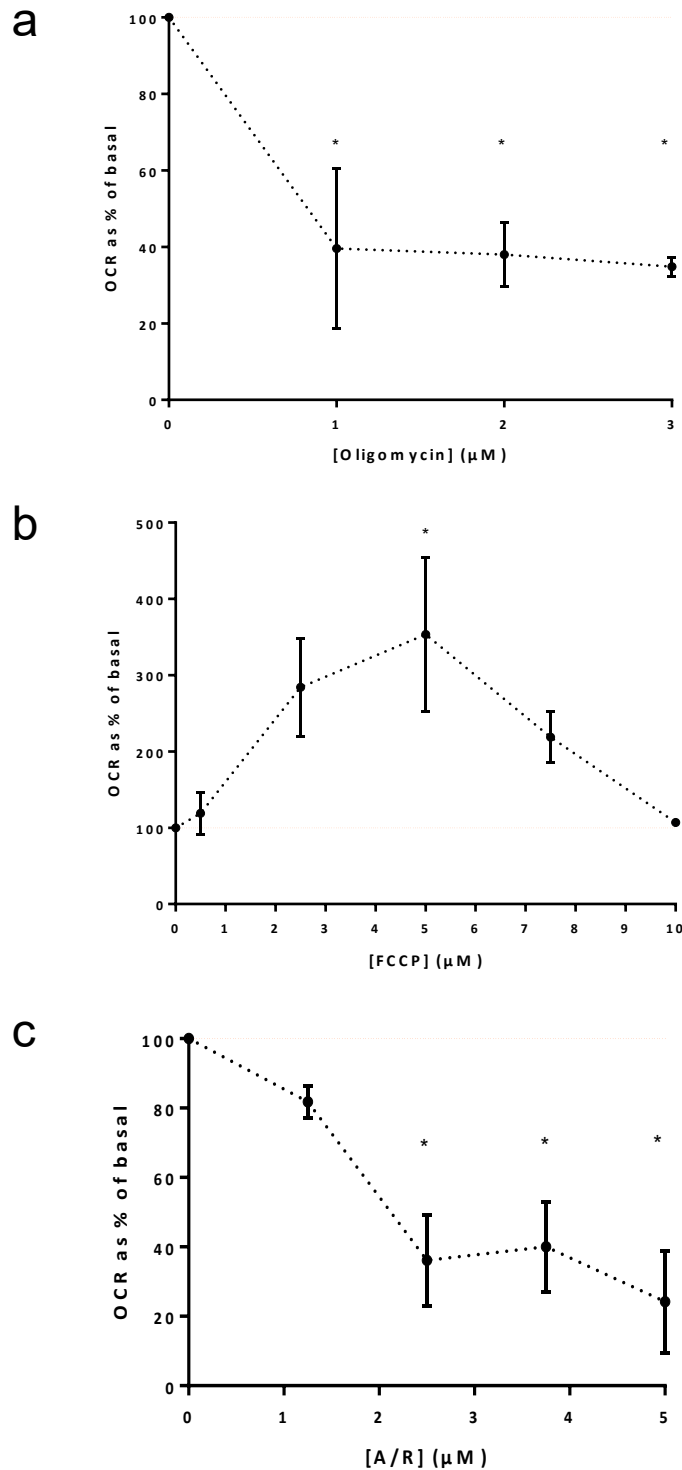 a
100
80
60
40
20
0
* * *
0 1 2 3
[Oligomycin] (µM)
OCR as % of basal
b
500
400
300
200
100
0
*
0 1 2 3 4 5 6 7 8 9 10
[FCCP] (µM)
OCR as % of basal
c
100
80
60
40
20
0
* * *
0 1 2 3 4 5
[A/R] (µM)
OCR as % of basal